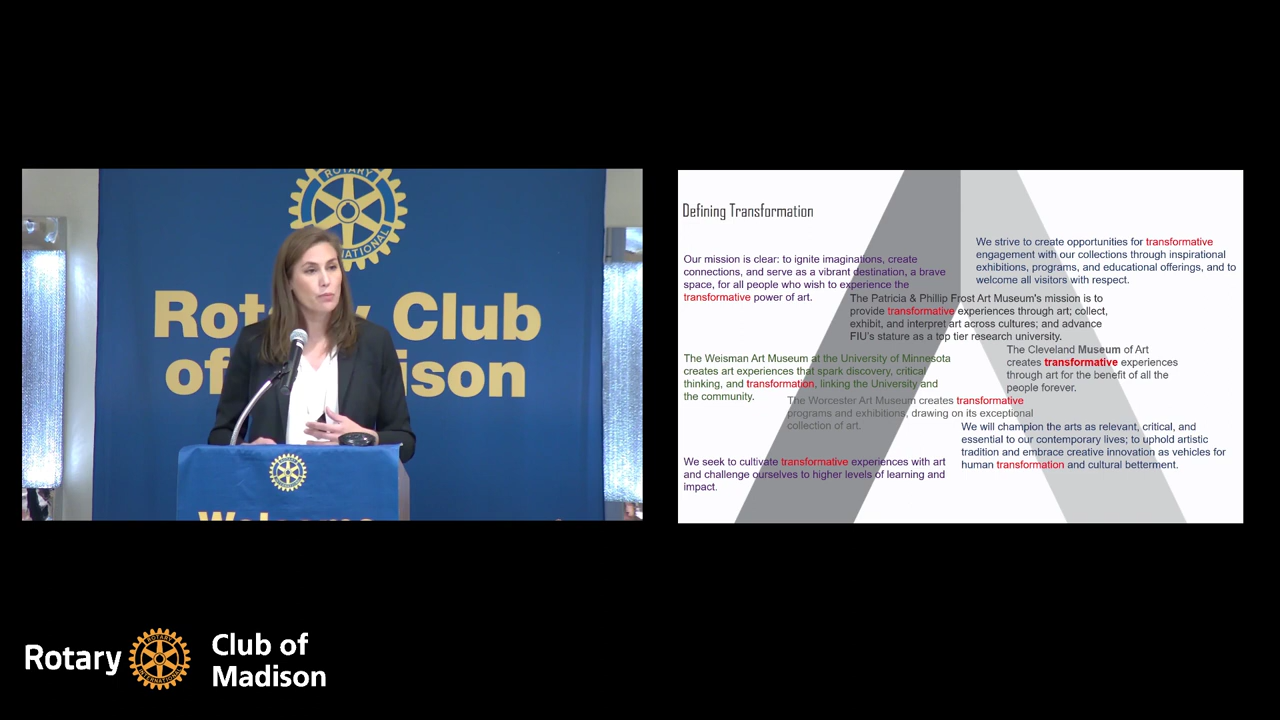 ROTARY
INTERNATIONAL
Rotary Club
of Madison
Welcome
Defining Transformation
Our mission is clear: to ignite imaginations, create
connections, and serve as a vibrant destination, a brave
space, for all people who wish to experience the
transformative power of art.
We strive to create opportunities for transformative
engagement with our collections through inspirational
exhibitions, programs, and educational offerings, and to
welcome all visitors with respect.
The Patricia & Phillip Frost Art Museum's mission is to
provide transformative experiences through art; collect,
exhibit, and interpret art across cultures; and advance
FIU's stature as a top tier research university.
The Cleveland Museum of Art
creates transformative experiences
through art for the benefit of all the
people forever.
The Weisman Art Museum at the University of Minnesota
creates art experiences that spark discovery, critical
thinking, and transformation, linking the University and
the community.
The Worcester Art Museum creates transformative
programs and exhibitions, drawing on its exceptional
collection of art.
We will champion the arts as relevant, critical, and
essential to our contemporary lives; to uphold artistic
tradition and embrace creative innovation as vehicles for
human transformation and cultural betterment.
We seek to cultivate transformative experiences with art
and challenge ourselves to higher levels of learning and
impact.
Rotary
ROTARY
INTERNATIONAL
Club of
Madison